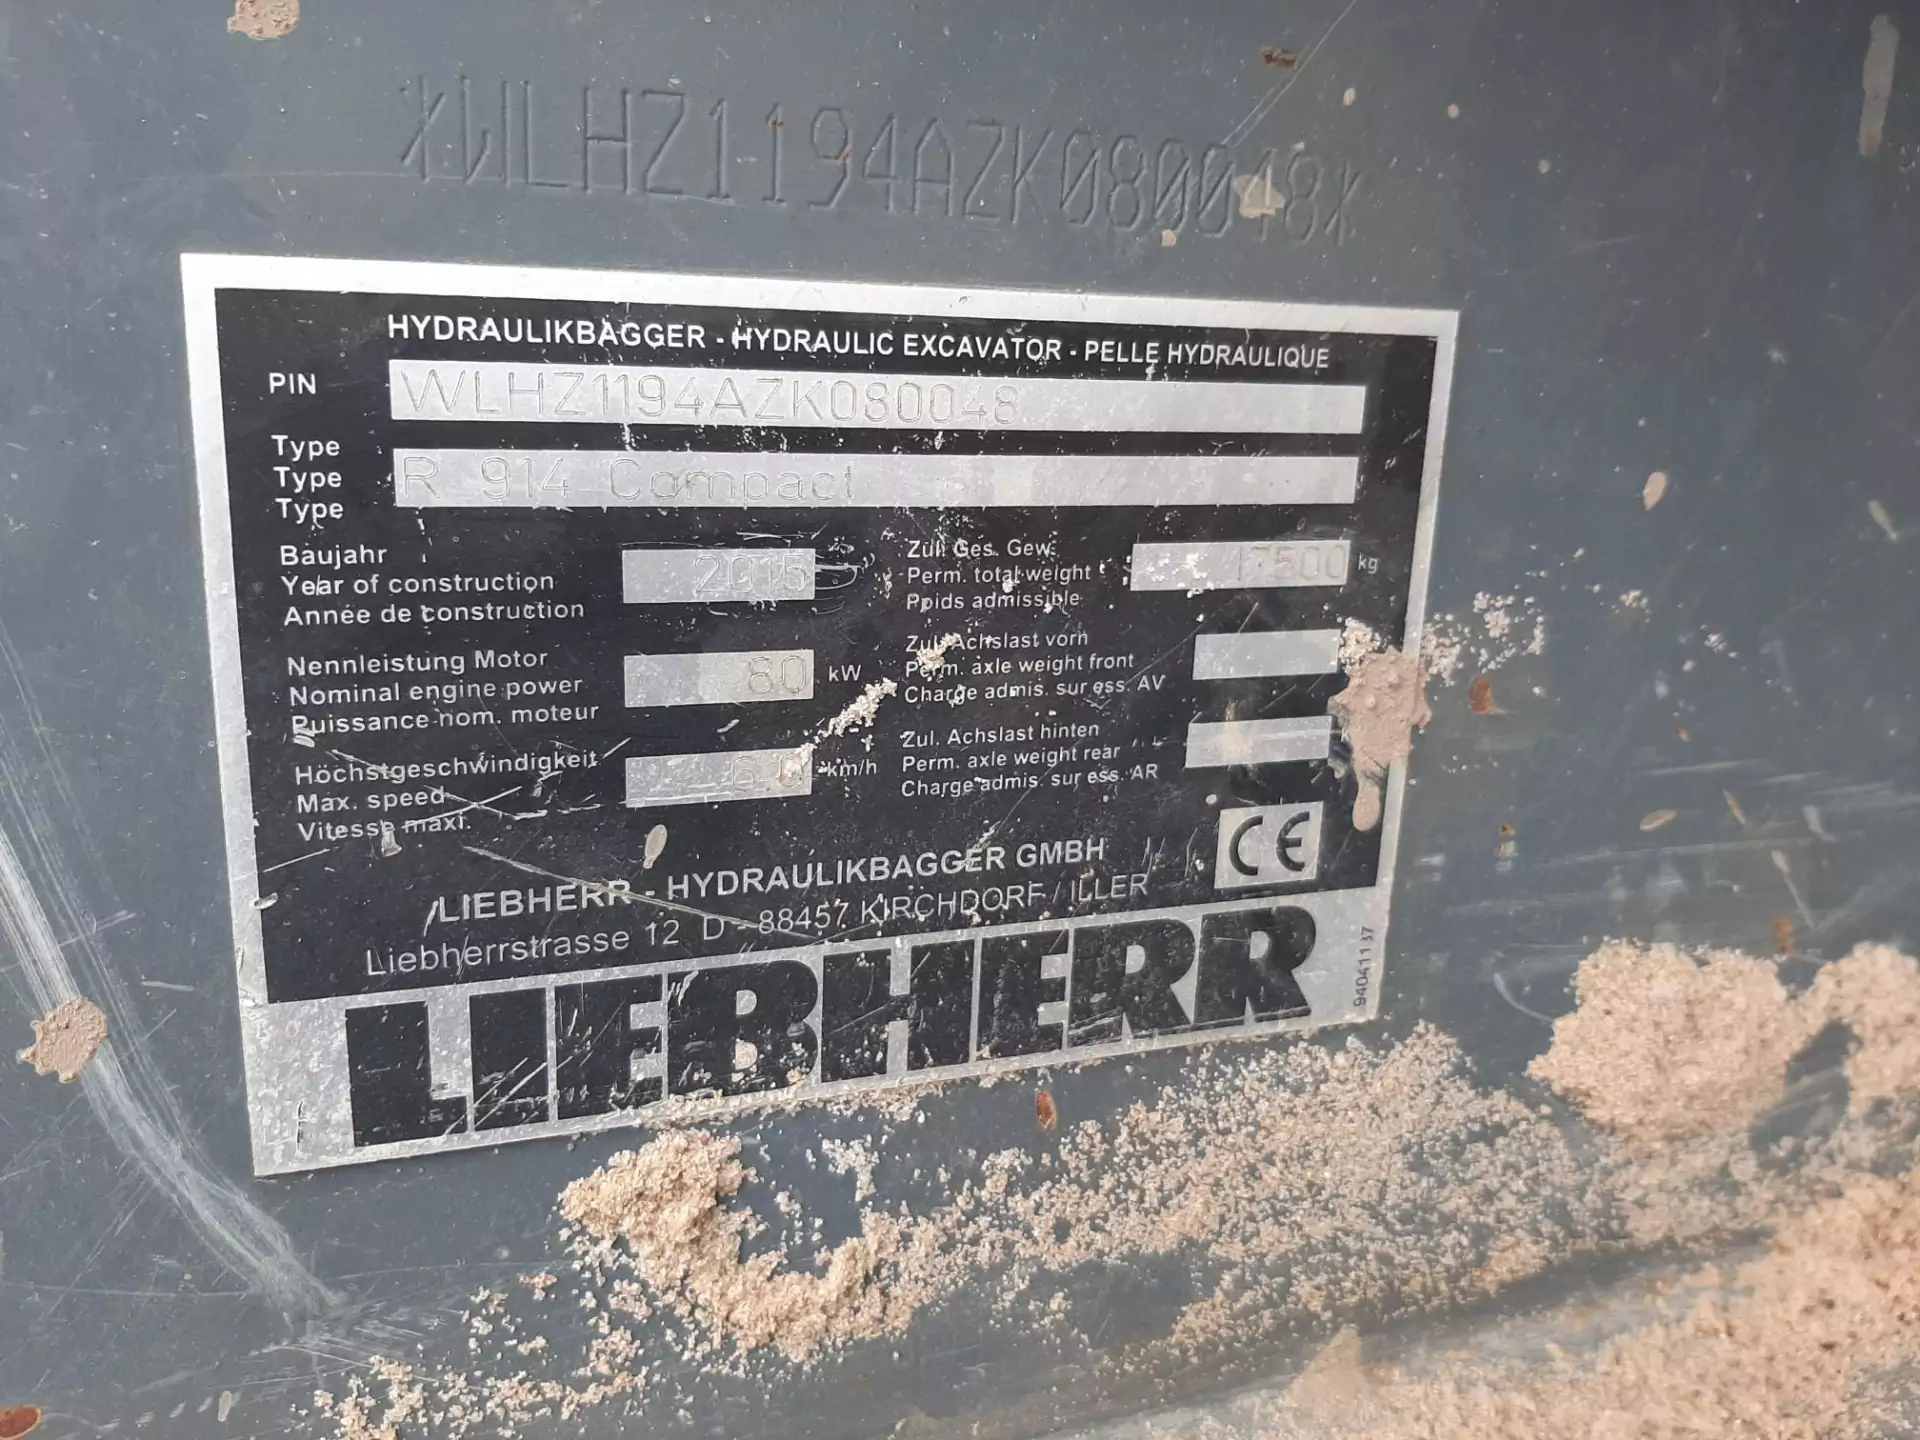 *WLHZ1194AZK080048*
HYDRAULIKBAGGER - HYDRAULIC EXCAVATOR - PELLE HYDRAULIQUE
PIN WLHZ1194AZK080048
Type
Type R 914 Compact
Type
Baujahr
Year of construction 2015
Année de construction
Zul. Ges. Gew.
Perm. total weight 17500 kg
Poids admissible
Nennleistung Motor
Nominal engine power 80 kW
Puissance nom. moteur
Zul. Achslast vorn
Perm. axle weight front
Charge admis. sur ess. AV
Höchstgeschwindigkeit
Max. speed km/h
Vitesse maxi.
Zul. Achslast hinten
Perm. axle weight rear
Charge admis. sur ess. AR
CE
LIEBHERR - HYDRAULIKBAGGER GMBH
Liebherrstrasse 12 D - 88457 KIRCHDORF / ILLER
LIEBHERR